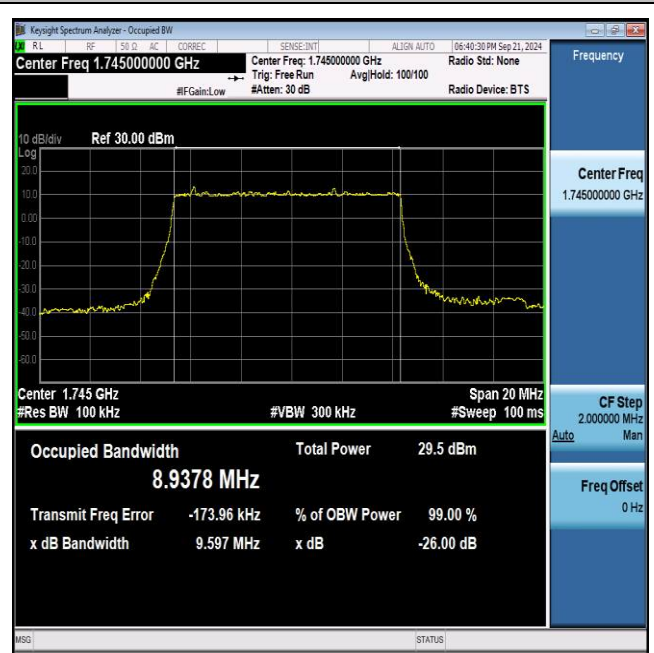 Keysight Spectrum Analyzer - Occupied BW
RL RF 50 Ω AC CORREC SENSE:INT ALIGN AUTO 06:40:30 PM Sep 21, 2024
Center Freq 1.745000000 GHz
Center Freq: 1.745000000 GHz
Radio Std: None
Trig: Free Run Avg|Hold: 100/100
#IFGain:Low #Atten: 30 dB Radio Device: BTS
10 dB/div Ref 30.00 dBm
Log
20.0
10.0
0.00
-10.0
-20.0
-30.0
-40.0
-50.0
-60.0
Center 1.745 GHz Span 20 MHz
#Res BW 100 kHz #VBW 300 kHz #Sweep 100 ms
Occupied Bandwidth Total Power 29.5 dBm
8.9378 MHz
Transmit Freq Error -173.96 kHz % of OBW Power 99.00 %
x dB Bandwidth 9.597 MHz x dB -26.00 dB
MSG STATUS
Frequency
Center Freq
1.745000000 GHz
CF Step
2.000000 MHz
Auto Man
Freq Offset
0 Hz